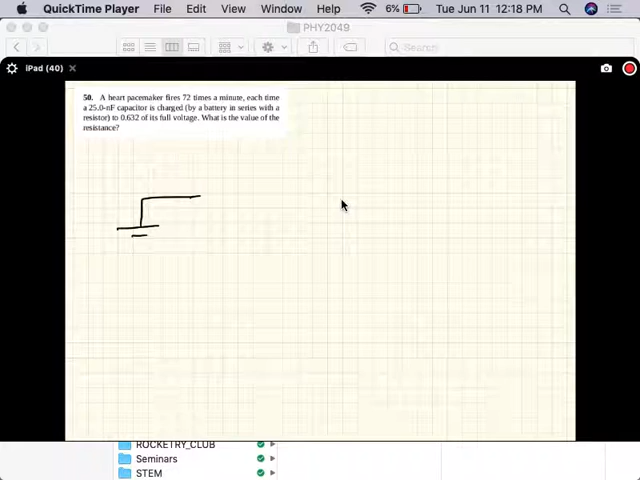 QuickTime Player File Edit View Window Help 6% Tue Jun 11 12:18 PM
PHY2049
Search
iPad (40)
50. A heart pacemaker fires 72 times a minute, each time
a 25.0-nF capacitor is charged (by a battery in series with a
resistor) to 0.632 of its full voltage. What is the value of the
resistance?
ROCKETRY_CLUB
Seminars
STEM